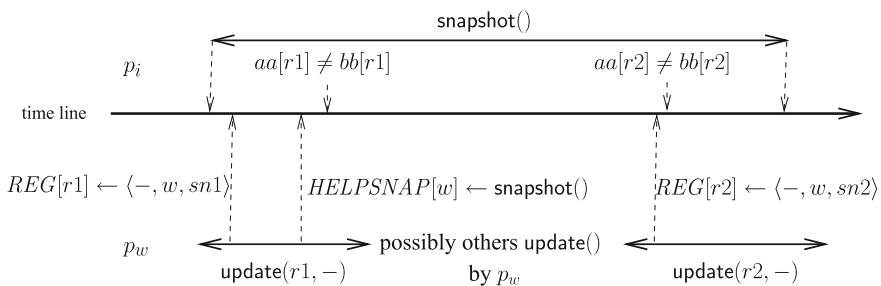 snapshot()
aa[r1] ≠ bb[r1]
aa[r2] ≠ bb[r2]
p_i
time line
REG[r1] ← ⟨−, w, sn1⟩
HELPSNAP[w] ← snapshot()
REG[r2] ← ⟨−, w, sn2⟩
p_w
possibly others update()
by p_w
update(r1, −)
update(r2, −)